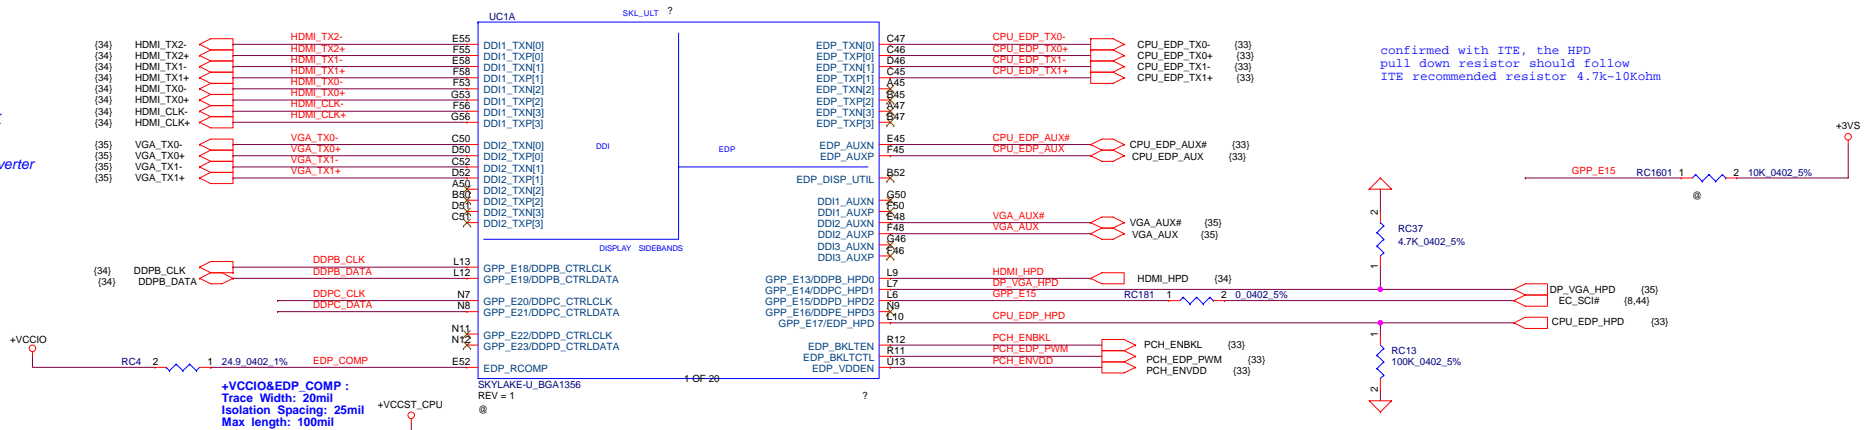 UC1A
SKL_ULT
?
{34} HDMI_TX2- HDMI_TX2- E55 DDI1_TXN[0]
{34} HDMI_TX2+ HDMI_TX2+ F55 DDI1_TXP[0]
{34} HDMI_TX1- HDMI_TX1- E58 DDI1_TXN[1]
{34} HDMI_TX1+ HDMI_TX1+ F58 DDI1_TXP[1]
{34} HDMI_TX0- HDMI_TX0- F53 DDI1_TXN[2]
{34} HDMI_TX0+ HDMI_TX0+ G53 DDI1_TXP[2]
{34} HDMI_CLK- HDMI_CLK- F56 DDI1_TXN[3]
{34} HDMI_CLK+ HDMI_CLK+ G56 DDI1_TXP[3]
{35} VGA_TX0- VGA_TX0- C50 DDI2_TXN[0]
{35} VGA_TX0+ VGA_TX0+ D50 DDI2_TXP[0]
{35} VGA_TX1- VGA_TX1- C52 DDI2_TXN[1]
{35} VGA_TX1+ VGA_TX1+ D52 DDI2_TXP[1]
A50 DDI2_TXN[2]
B50 DDI2_TXP[2]
D51 DDI2_TXN[3]
C51 DDI2_TXP[3]
DDI
EDP
DISPLAY SIDEBANDS
{34} DDPB_CLK DDPB_CLK L13 GPP_E18/DDPB_CTRLCLK
{34} DDPB_DATA DDPB_DATA L12 GPP_E19/DDPB_CTRLDATA
DDPC_CLK N7 GPP_E20/DDPC_CTRLCLK
DDPC_DATA N8 GPP_E21/DDPC_CTRLDATA
N11 GPP_E22/DDPD_CTRLCLK
N12 GPP_E23/DDPD_CTRLDATA
+VCCIO
RC4 2 1 24.9_0402_1% EDP_COMP E52 EDP_RCOMP
+VCCIO&EDP_COMP :
Trace Width: 20mil
Isolation Spacing: 25mil
Max length: 100mil
+VCCST_CPU
SKYLAKE-U_BGA1356
REV = 1
@
1 OF 20
?
EDP_TXN[0] C47 CPU_EDP_TX0- CPU_EDP_TX0- {33}
EDP_TXP[0] C46 CPU_EDP_TX0+ CPU_EDP_TX0+ {33}
EDP_TXN[1] D46 CPU_EDP_TX1- CPU_EDP_TX1- {33}
EDP_TXP[1] C45 CPU_EDP_TX1+ CPU_EDP_TX1+ {33}
EDP_TXN[2] A45
EDP_TXP[2] B45
EDP_TXN[3] A47
EDP_TXP[3] B47
EDP_AUXN E45 CPU_EDP_AUX# CPU_EDP_AUX# {33}
EDP_AUXP F45 CPU_EDP_AUX CPU_EDP_AUX {33}
EDP_DISP_UTIL B52
DDI1_AUXN G50
DDI1_AUXP F50
DDI2_AUXN E48 VGA_AUX# VGA_AUX# {35}
DDI2_AUXP F48 VGA_AUX VGA_AUX {35}
DDI3_AUXN G46
DDI3_AUXP F46
GPP_E13/DDPB_HPD0 L9 HDMI_HPD HDMI_HPD {34}
GPP_E14/DDPC_HPD1 L7 DP_VGA_HPD DP_VGA_HPD {35}
GPP_E15/DDPD_HPD2 L6 GPP_E15 RC181 1 2 0_0402_5% EC_SCI# {8,44}
GPP_E16/DDPE_HPD3 N9
GPP_E17/EDP_HPD L10 CPU_EDP_HPD CPU_EDP_HPD {33}
EDP_BKLTEN R12 PCH_ENBKL PCH_ENBKL {33}
EDP_BKLTCTL R11 PCH_EDP_PWM PCH_EDP_PWM {33}
EDP_VDDEN U13 PCH_ENVDD PCH_ENVDD {33}
confirmed with ITE, the HPD
pull down resistor should follow
ITE recommended resistor 4.7k~10Kohm
+3VS
GPP_E15 RC1601 1 2 10K_0402_5%
@
2
RC37
4.7K_0402_5%
1
1
RC13
100K_0402_5%
2
verter